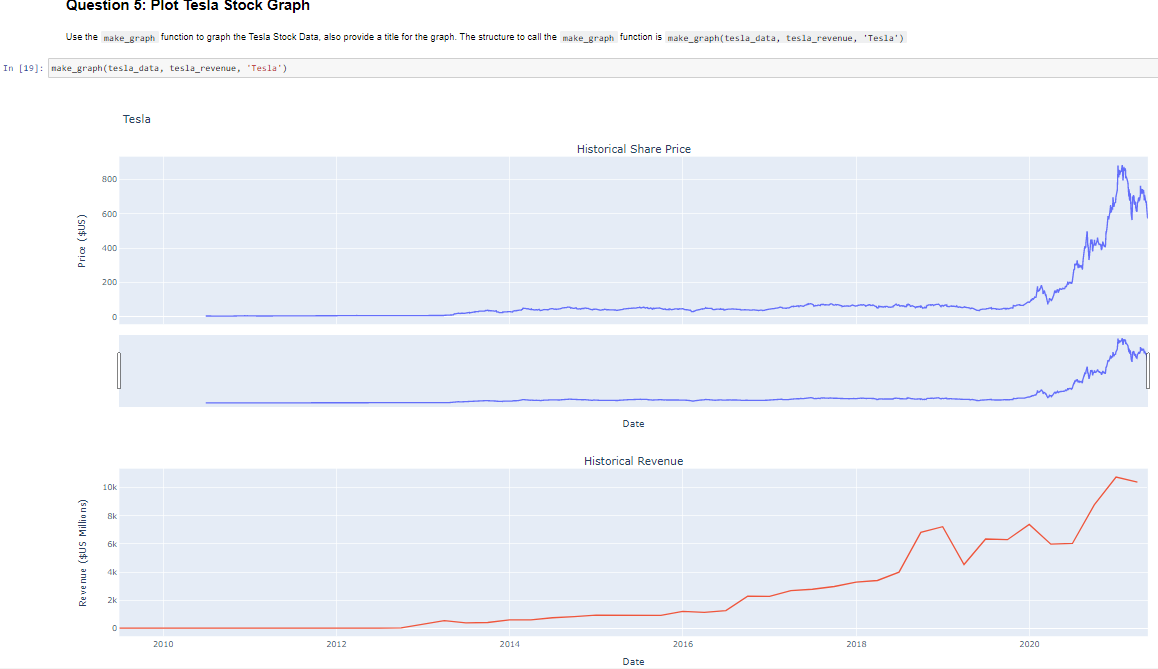 Question 5: Plot Tesla Stock Graph
Use the make_graph function to graph the Tesla Stock Data, also provide a title for the graph. The structure to call the make_graph function is make_graph(tesla_data, tesla_revenue, 'Tesla')
In [19]: make_graph(tesla_data, tesla_revenue, 'Tesla')
Tesla
Historical Share Price
800
600
400
200
0
Price ($US)
Date
Historical Revenue
10k
8k
6k
4k
2k
0
Revenue ($US Millions)
2010 2012 2014 2016 2018 2020
Date